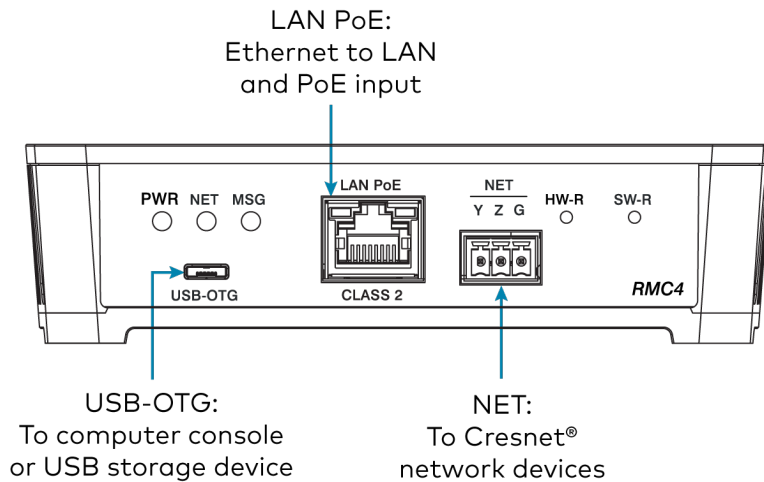 LAN PoE:
Ethernet to LAN
and PoE input
PWR NET MSG
LAN PoE
NET
Y Z G
HW-R
SW-R
USB-OTG
CLASS 2
RMC4
USB-OTG:
To computer console
or USB storage device
NET:
To Cresnet®
network devices